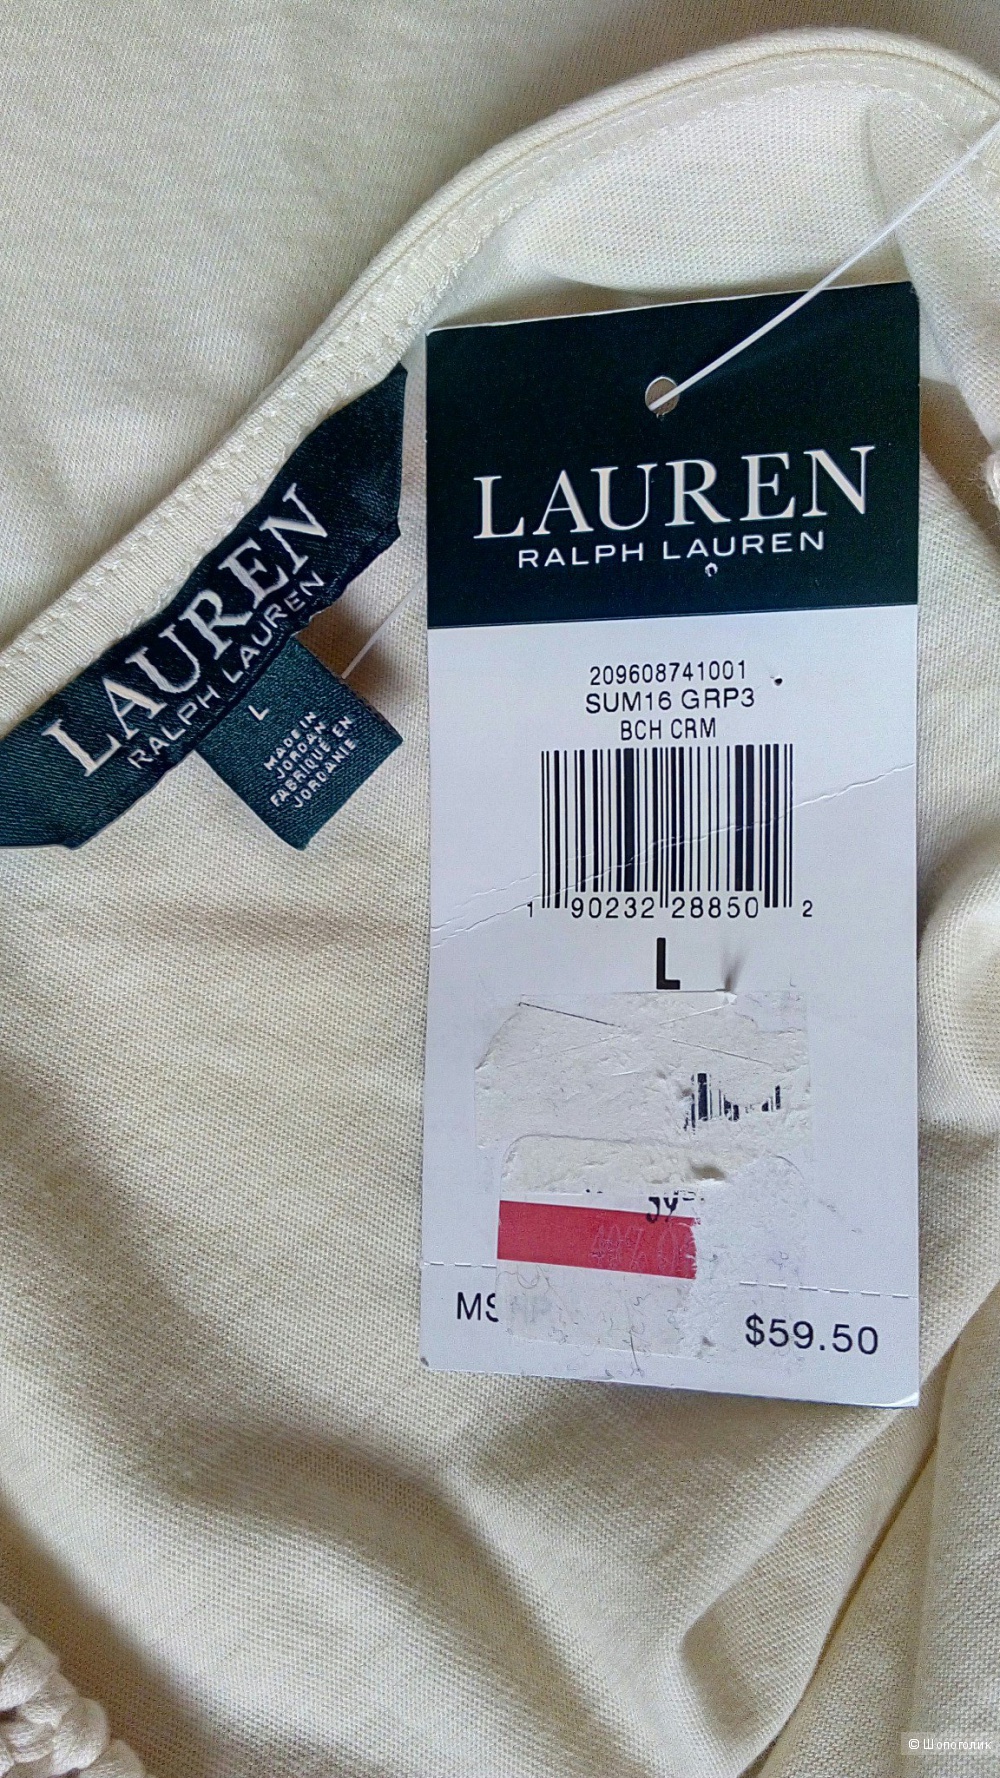 LAUREN
RALPH LAUREN
L
MADE IN
JORDAN
FABRIQUÉ EN
JORDANIE
LAUREN
RALPH LAUREN
209608741001
SUM16 GRP3
BCH CRM
1 90232 28850 2
L
$59.50
© Шопоголик